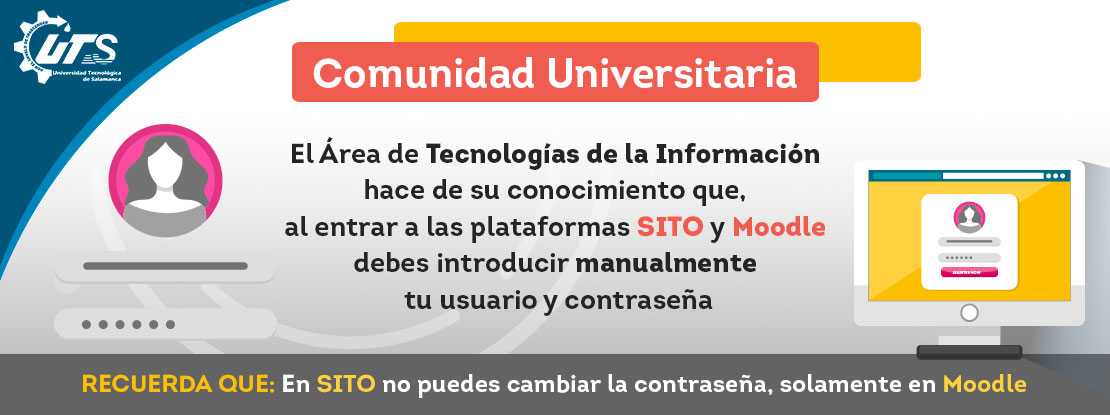 UTS
Universidad Tecnológica
de Salamanca
Comunidad Universitaria
El Área de Tecnologías de la Información
hace de su conocimiento que,
al entrar a las plataformas SITO y Moodle
debes introducir manualmente
tu usuario y contraseña
RECUERDA QUE: En SITO no puedes cambiar la contraseña, solamente en Moodle